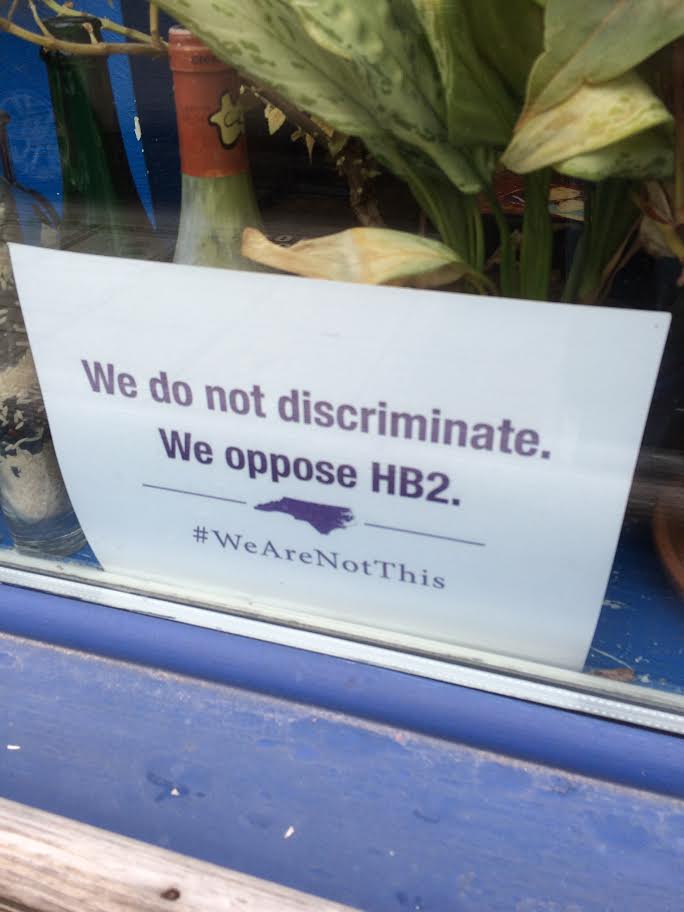 We do not discriminate.
We oppose HB2.
#WeAreNotThis